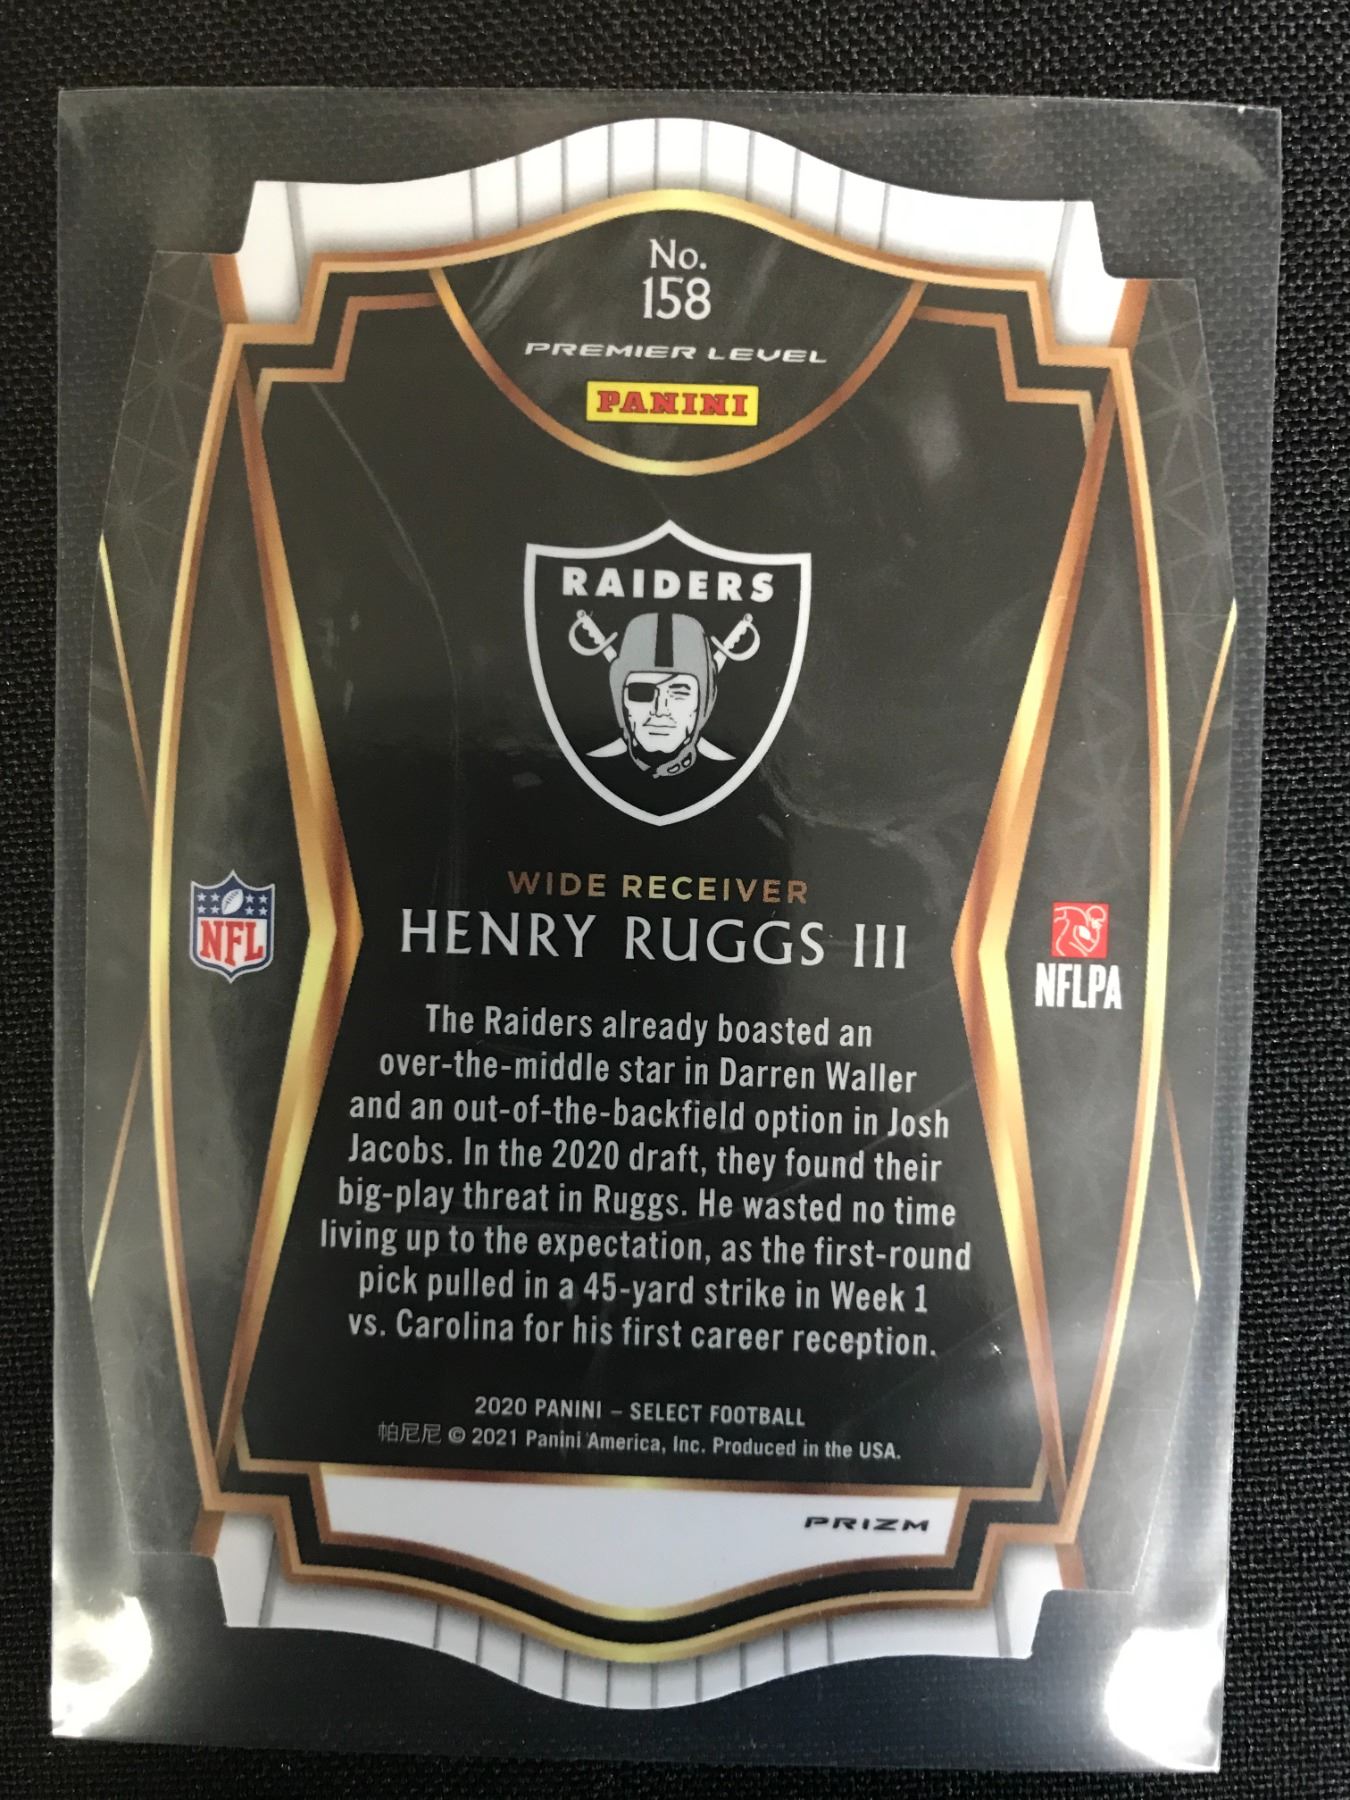 No.
158
PREMIER LEVEL
PANINI
RAIDERS
WIDE RECEIVER
HENRY RUGGS III
NFL
NFLPA
The Raiders already boasted an
over-the-middle star in Darren Waller
and an out-of-the-backfield option in Josh
Jacobs. In the 2020 draft, they found their
big-play threat in Ruggs. He wasted no time
living up to the expectation, as the first-round
pick pulled in a 45-yard strike in Week 1
vs. Carolina for his first career reception.
2020 PANINI – SELECT FOOTBALL
帕尼尼 © 2021 Panini America, Inc. Produced in the USA.
PRIZM